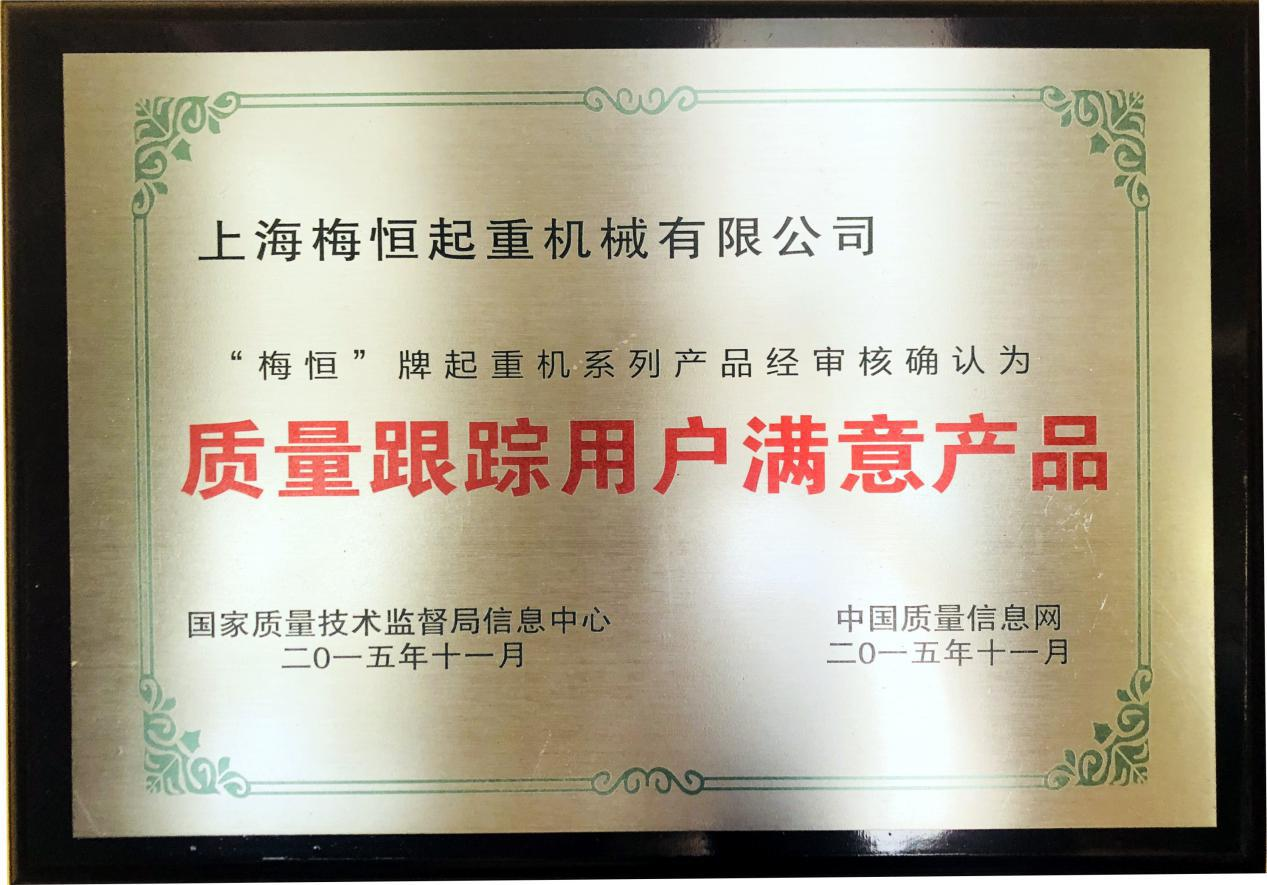 上海梅恒起重机械有限公司
“梅恒”牌起重机系列产品经审核确认为
质量跟踪用户满意产品
国家质量技术监督局信息中心
二0一五年十一月
中国质量信息网
二0一五年十一月